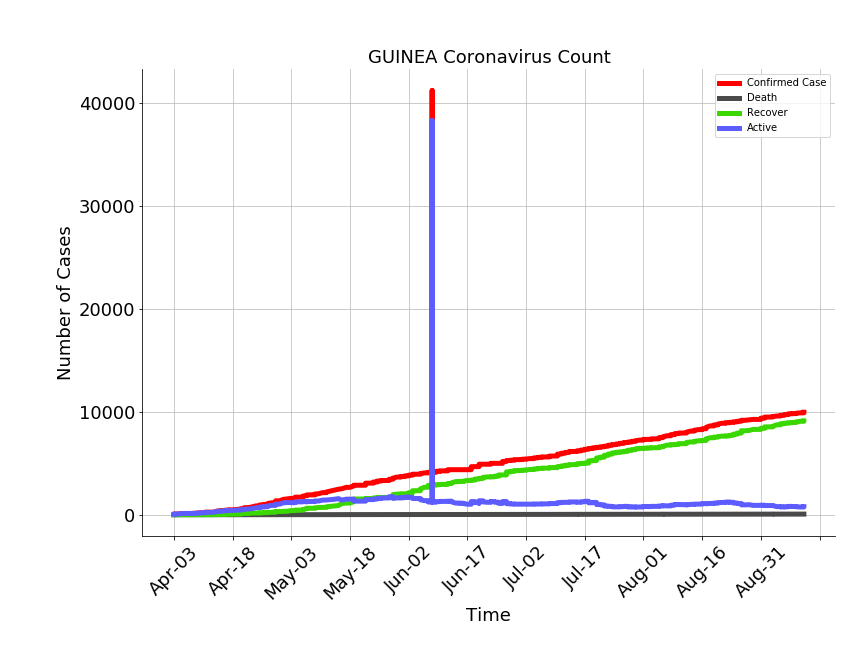 GUINEA Coronavirus Count
Confirmed Case
Death
Recover
Active
Number of Cases
40000
30000
20000
10000
0
Apr-03
Apr-18
May-03
May-18
Jun-02
Jun-17
Jul-02
Jul-17
Aug-01
Aug-16
Aug-31
Time